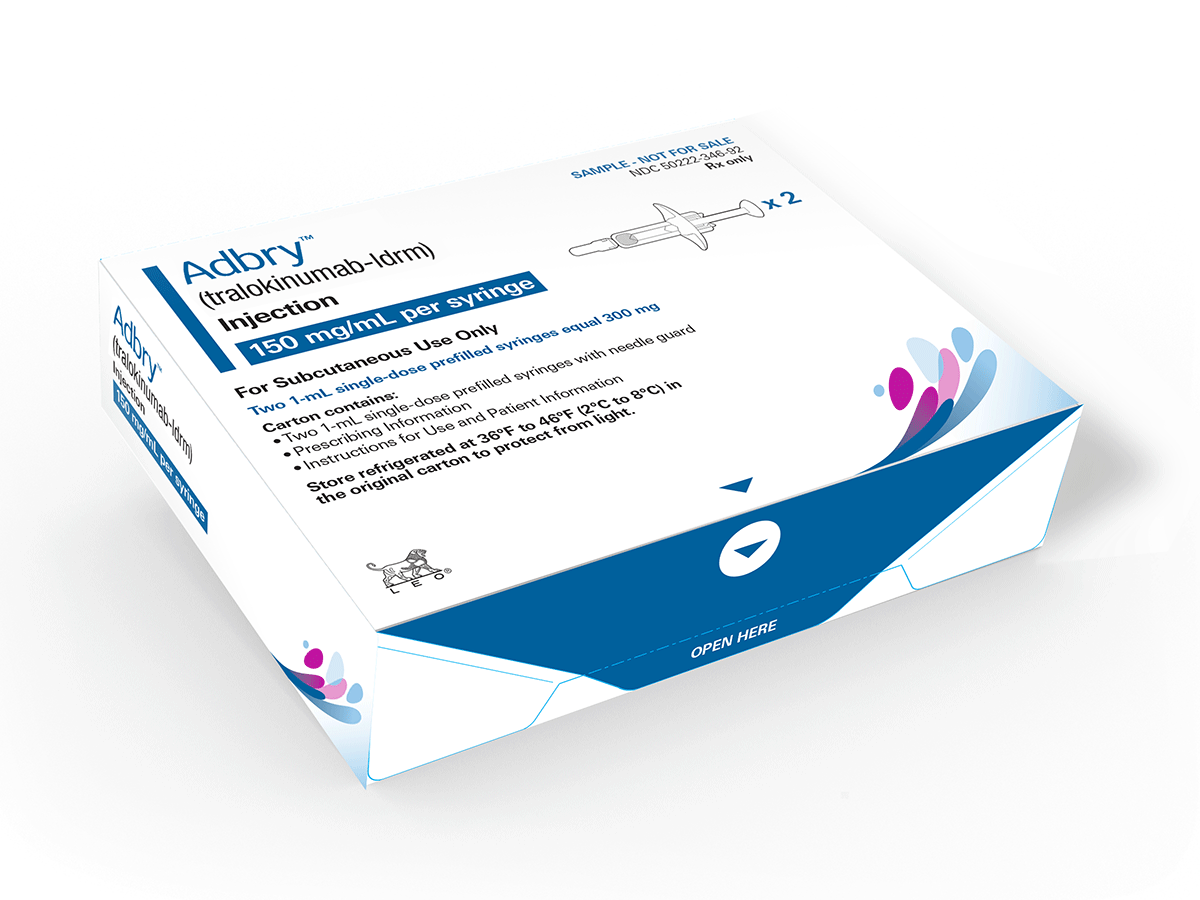 SAMPLE - NOT FOR SALE
NDC 50222-346-92
Rx only
x 2
Adbry™
(tralokinumab-ldrm)
Injection
150 mg/mL per syringe
For Subcutaneous Use Only
Two 1-mL single-dose prefilled syringes equal 300 mg
Carton contains:
• Two 1-mL single-dose prefilled syringes with needle guard
• Prescribing Information
• Instructions for Use and Patient Information
Store refrigerated at 36°F to 46°F (2°C to 8°C) in
the original carton to protect from light.
LEO®
OPEN HERE
Adbry™
(tralokinumab-ldrm)
Injection
150 mg/mL per syringe